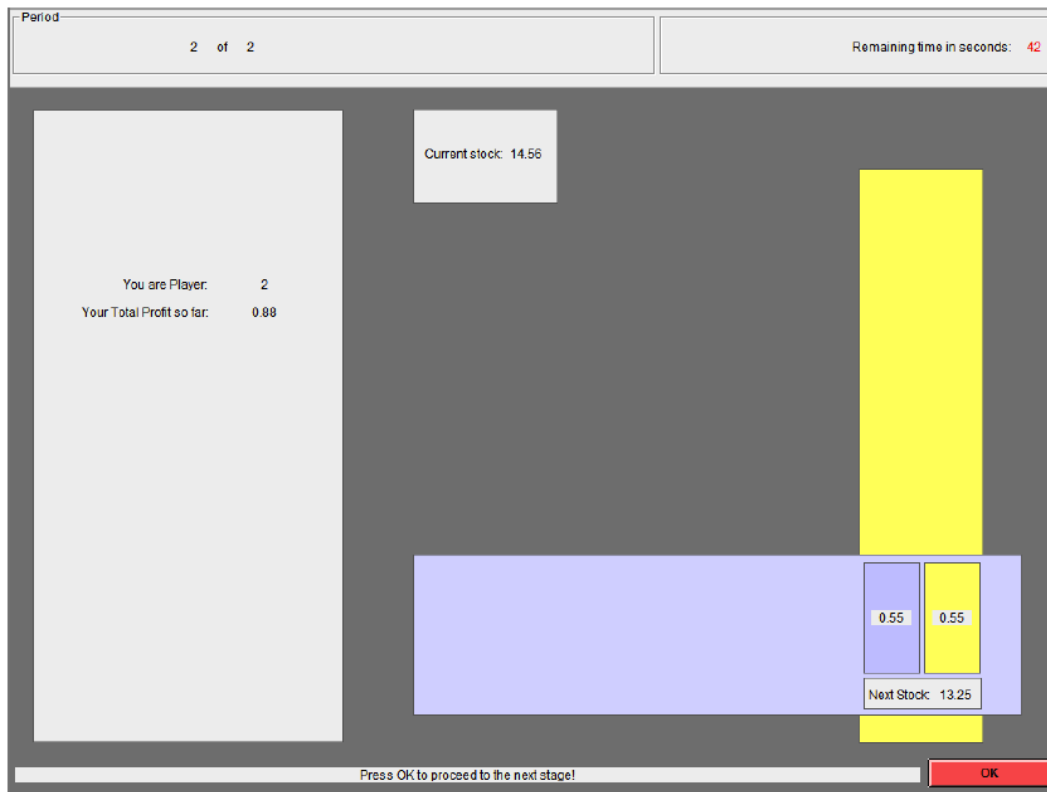 Period
2 of 2
Remaining time in seconds: 42
Current stock: 14.56
You are Player: 2
Your Total Profit so far: 0.88
0.55 0.55
Next Stock: 13.25
Press OK to proceed to the next stage!
OK